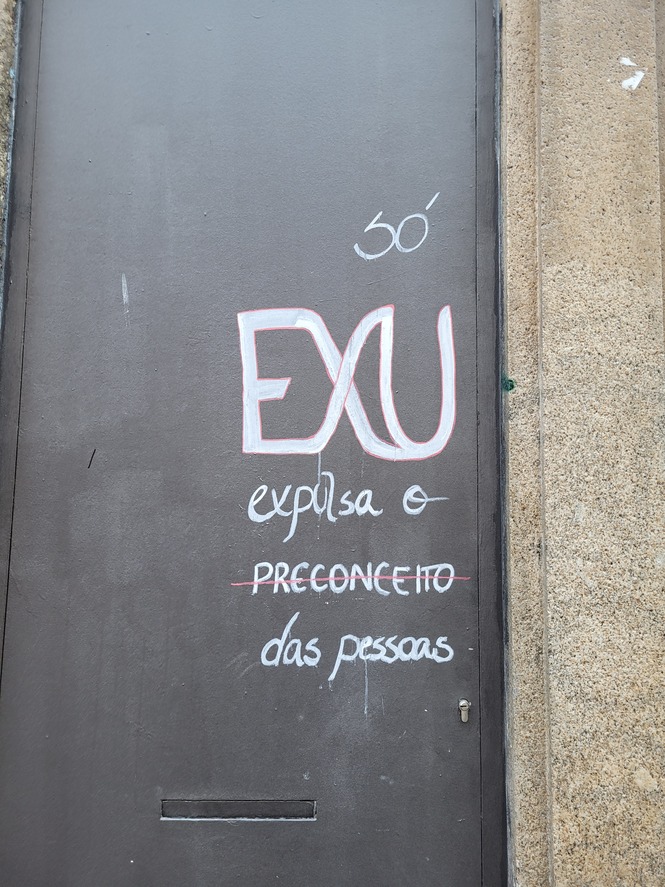 SÓ
EXU
expulsa o
PRECONCEITO
das pessoas